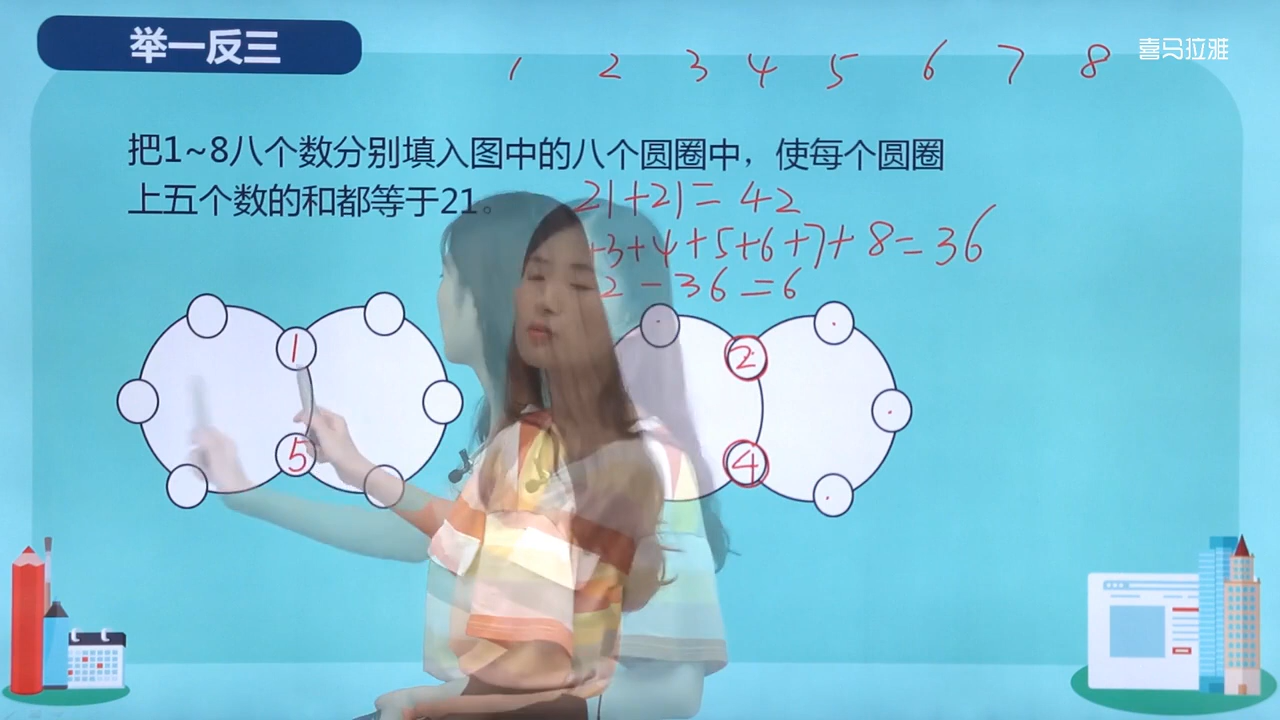 举一反三
喜马拉雅
1 2 3 4 5 6 7 8
把1~8八个数分别填入图中的八个圆圈中，使每个圆圈
上五个数的和都等于21。
21+21=42
+3+4+5+6+7+8=36
2-36=6
1
2
5
4